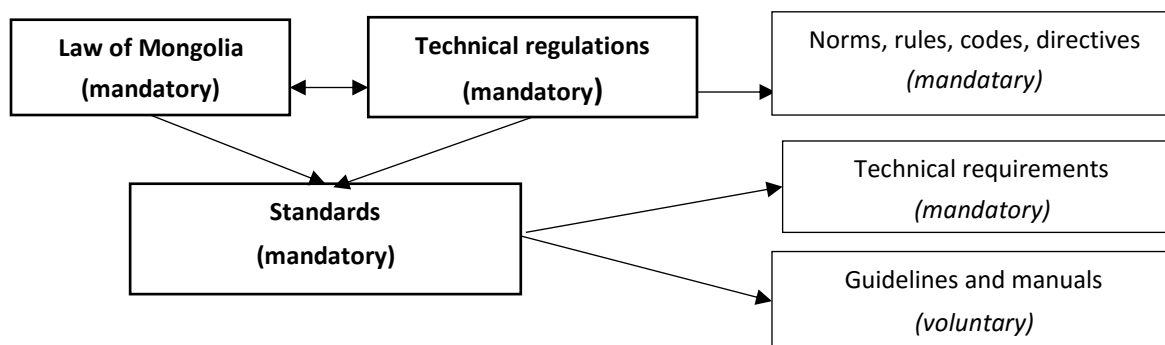 Law of Mongolia
(mandatory)
Technical regulations
(mandatory)
Norms, rules, codes, directives
(mandatary)
Standards
(mandatory)
Technical requirements
(mandatory)
Guidelines and manuals
(voluntary)